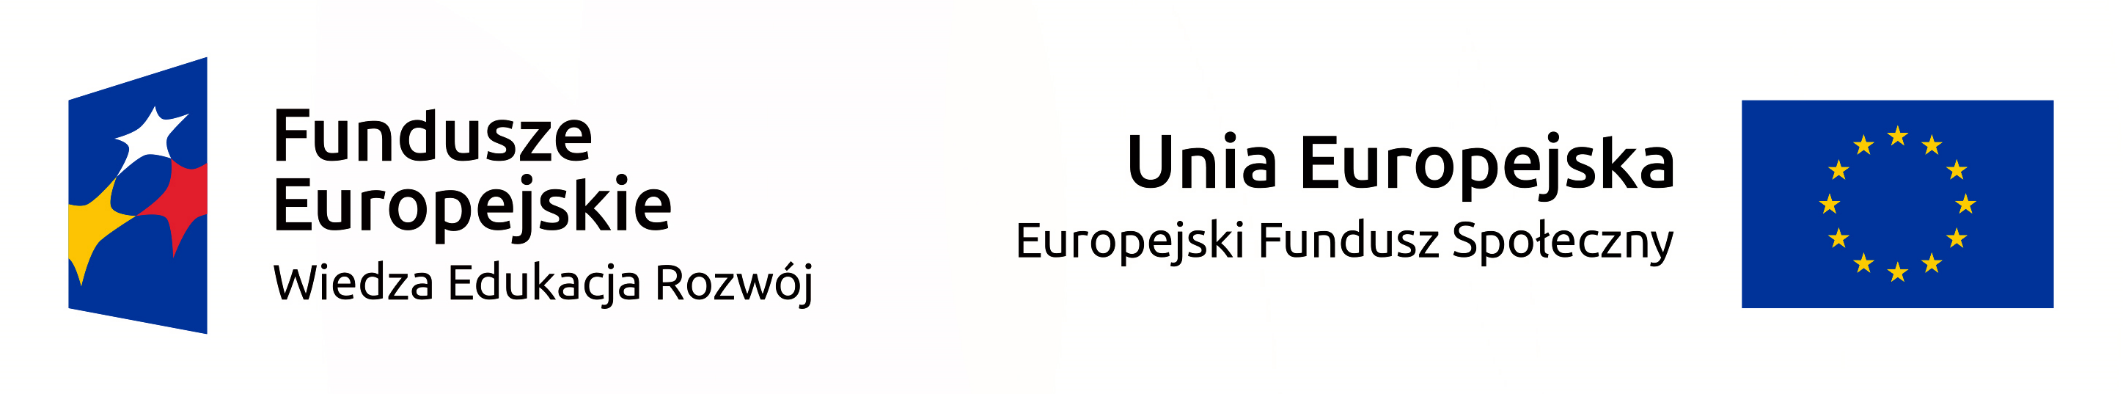 Fundusze
Europejskie
Wiedza Edukacja Rozwój
Unia Europejska
Europejski Fundusz Społeczny